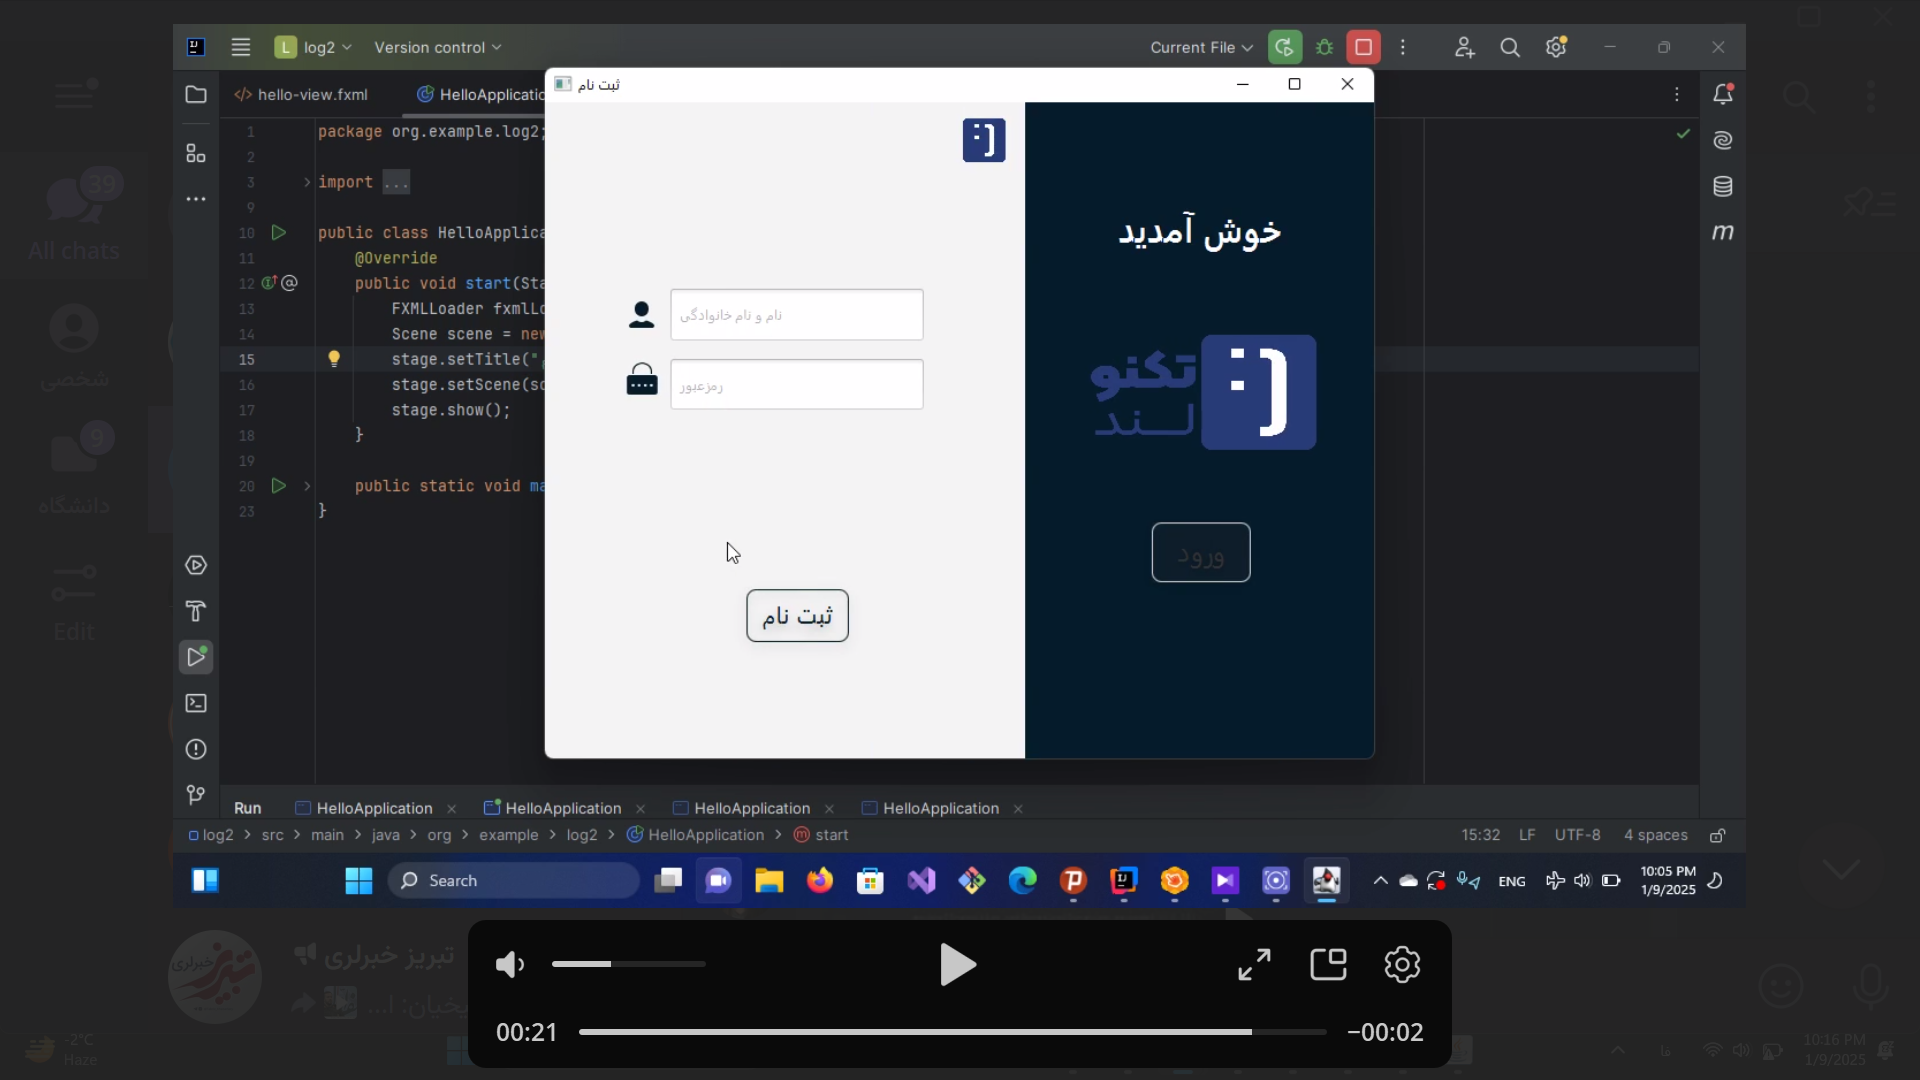 log2
Version control
Current File
hello-view.fxml
HelloApplicatio
ثبت نام
1 package org.example.log2;
2
3 import ...
9
10 public class HelloApplica
11 @Override
12 public void start(Sta
13 FXMLLoader fxmlLo
14 Scene scene = new
15 stage.setTitle("
16 stage.setScene(sc
17 stage.show();
18 }
19
20 public static void ma
23 }
خوش آمدید
نام و نام خانوادگی
رمزعبور
تکنو
لند
ورود
ثبت نام
39
All chats
شخصی
9
دانشگاه
Edit
m
Run HelloApplication HelloApplication HelloApplication HelloApplication
log2 > src > main > java > org > example > log2 > HelloApplication > start
15:32 LF UTF-8 4 spaces
Search
ENG
10:05 PM
1/9/2025
تبریز خبرلری
00:21
−00:02
-2°C
Haze
10:16 PM
1/9/2025